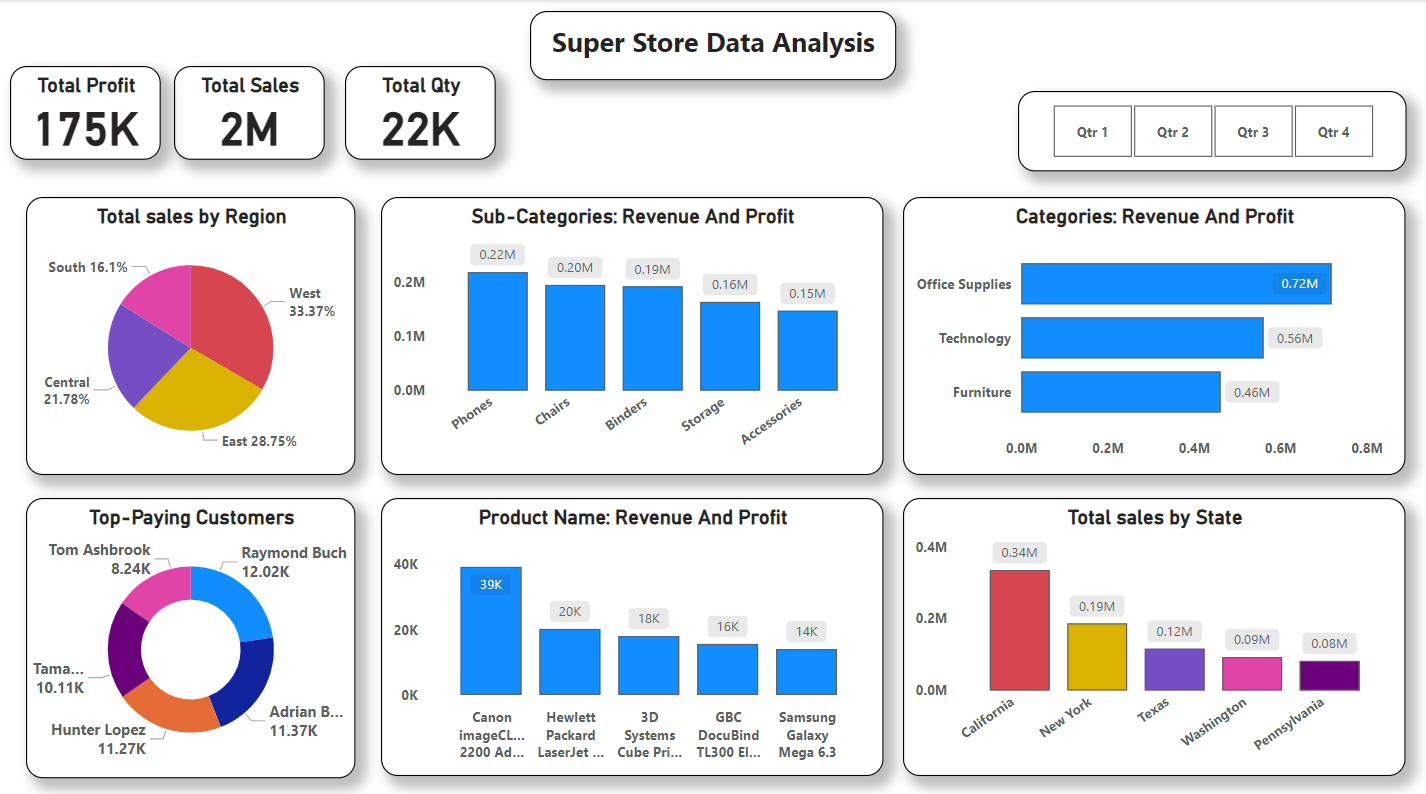 Super Store Data Analysis
Total Profit
175K
Total Sales
2M
Total Qty
22K
Qtr 1
Qtr 2
Qtr 3
Qtr 4
Total sales by Region
South 16.1%
West
33.37%
Central
21.78%
East 28.75%
Sub-Categories: Revenue And Profit
0.2M
0.1M
0.0M
0.22M
0.20M
0.19M
0.16M
0.15M
Phones
Chairs
Binders
Storage
Accessories
Categories: Revenue And Profit
Office Supplies
0.72M
Technology
0.56M
Furniture
0.46M
0.0M
0.2M
0.4M
0.6M
0.8M
Top-Paying Customers
Tom Ashbrook
8.24K
Raymond Buch
12.02K
Tama...
10.11K
Hunter Lopez
11.27K
Adrian B...
11.37K
Product Name: Revenue And Profit
40K
20K
0K
39K
20K
18K
16K
14K
Canon
imageCL...
2200 Ad...
Hewlett
Packard
LaserJet ...
3D
Systems
Cube Pri...
GBC
DocuBind
TL300 El...
Samsung
Galaxy
Mega 6.3
Total sales by State
0.4M
0.2M
0.0M
0.34M
0.19M
0.12M
0.09M
0.08M
California
New York
Texas
Washington
Pennsylvania